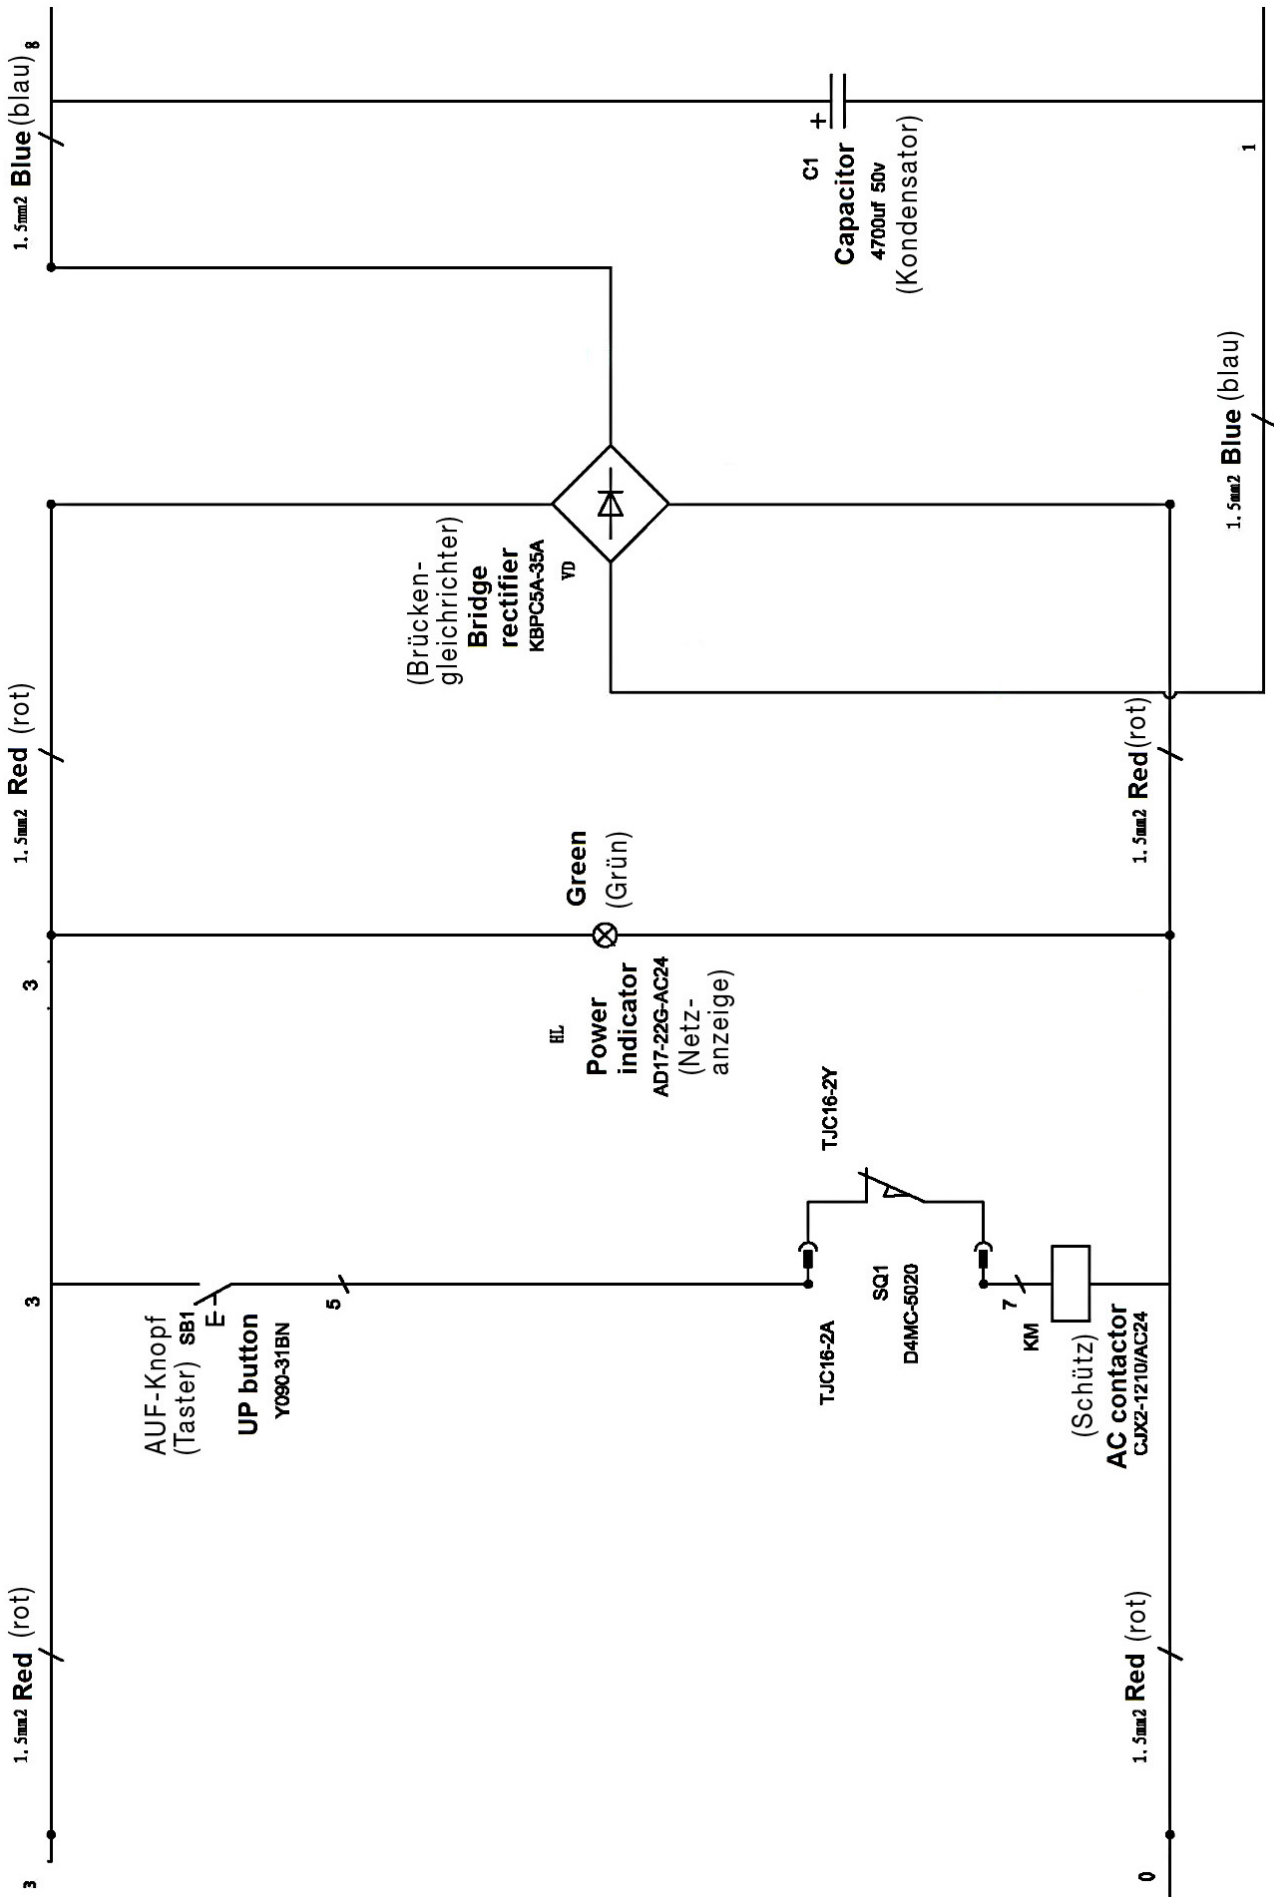 1.5mm2 Blue (blau) 8
C1
Capacitor
4700uf 50v
(Kondensator)
1
1.5mm2 Blue (blau)
(Brücken-
gleichrichter)
Bridge
rectifier
KBPC5A-35A
VD
1.5mm2 Red (rot)
1.5mm2 Red (rot)
Green
(Grün)
3
HL
Power
indicator
AD17-22G-AC24
(Netz-
anzeige)
TJC16-2Y
3
AUF-Knopf
(Taster) SB1
UP button
Y090-31BN
5
TJC16-2A
SQ1
D4MC-5020
7
KM
(Schütz)
AC contactor
CJX2-1210/AC24
1.5mm2 Red (rot)
1.5mm2 Red (rot)
3
0